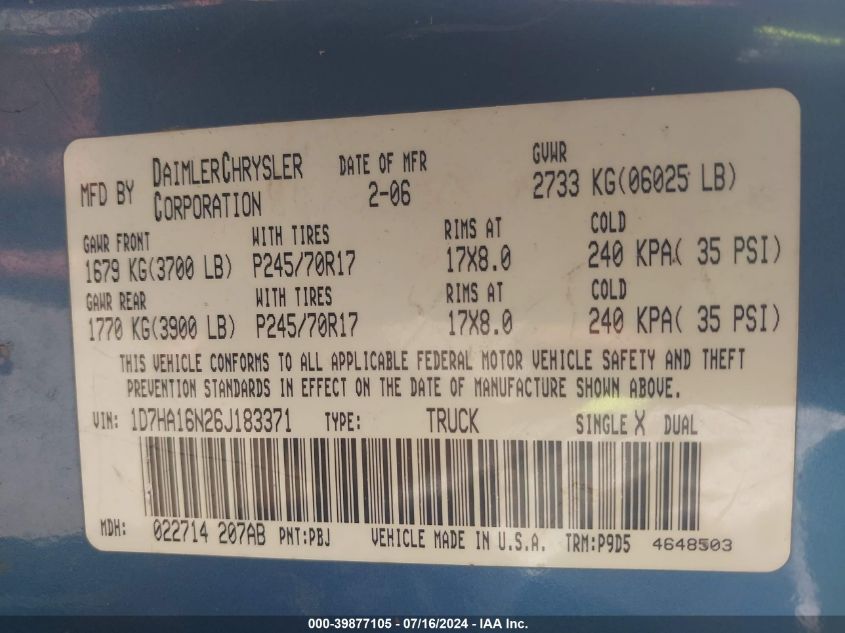 MFD BY DAIMLERCHRYSLER CORPORATION
DATE OF MFR 2-06
GVWR 2733 KG(06025 LB)
GAWR FRONT WITH TIRES RIMS AT COLD
1679 KG(3700 LB) P245/70R17 17X8.0 240 KPA( 35 PSI)
GAWR REAR WITH TIRES RIMS AT COLD
1770 KG(3900 LB) P245/70R17 17X8.0 240 KPA( 35 PSI)
THIS VEHICLE CONFORMS TO ALL APPLICABLE FEDERAL MOTOR VEHICLE SAFETY AND THEFT
PREVENTION STANDARDS IN EFFECT ON THE DATE OF MANUFACTURE SHOWN ABOVE.
VIN: 1D7HA16N26J183371 TYPE: TRUCK SINGLE X DUAL
MDH: 022714 207AB PNT:PBJ VEHICLE MADE IN U.S.A. TRM:P9D5 4648503
000-39877105 - 07/16/2024 - IAA Inc.